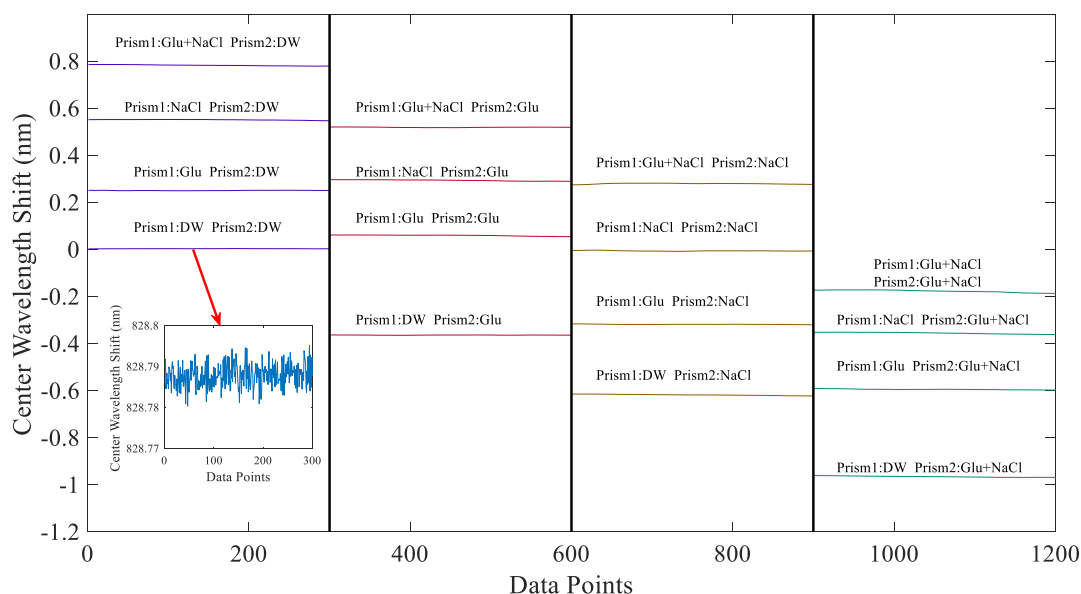 Center Wavelength Shift (nm)
0.8
0.6
0.4
0.2
0
-0.2
-0.4
-0.6
-0.8
-1
-1.2
Prism1:Glu+NaCl Prism2:DW
Prism1:NaCl Prism2:DW
Prism1:Glu Prism2:DW
Prism1:DW Prism2:DW
Center Wavelength Shift (nm)
828.8
828.79
828.78
828.77
0 100 200 300
Data Points
Prism1:Glu+NaCl Prism2:Glu
Prism1:NaCl Prism2:Glu
Prism1:Glu Prism2:Glu
Prism1:DW Prism2:Glu
Prism1:Glu+NaCl Prism2:NaCl
Prism1:NaCl Prism2:NaCl
Prism1:Glu Prism2:NaCl
Prism1:DW Prism2:NaCl
Prism1:Glu+NaCl
Prism2:Glu+NaCl
Prism1:NaCl Prism2:Glu+NaCl
Prism1:Glu Prism2:Glu+NaCl
Prism1:DW Prism2:Glu+NaCl
0 200 400 600 800 1000 1200
Data Points